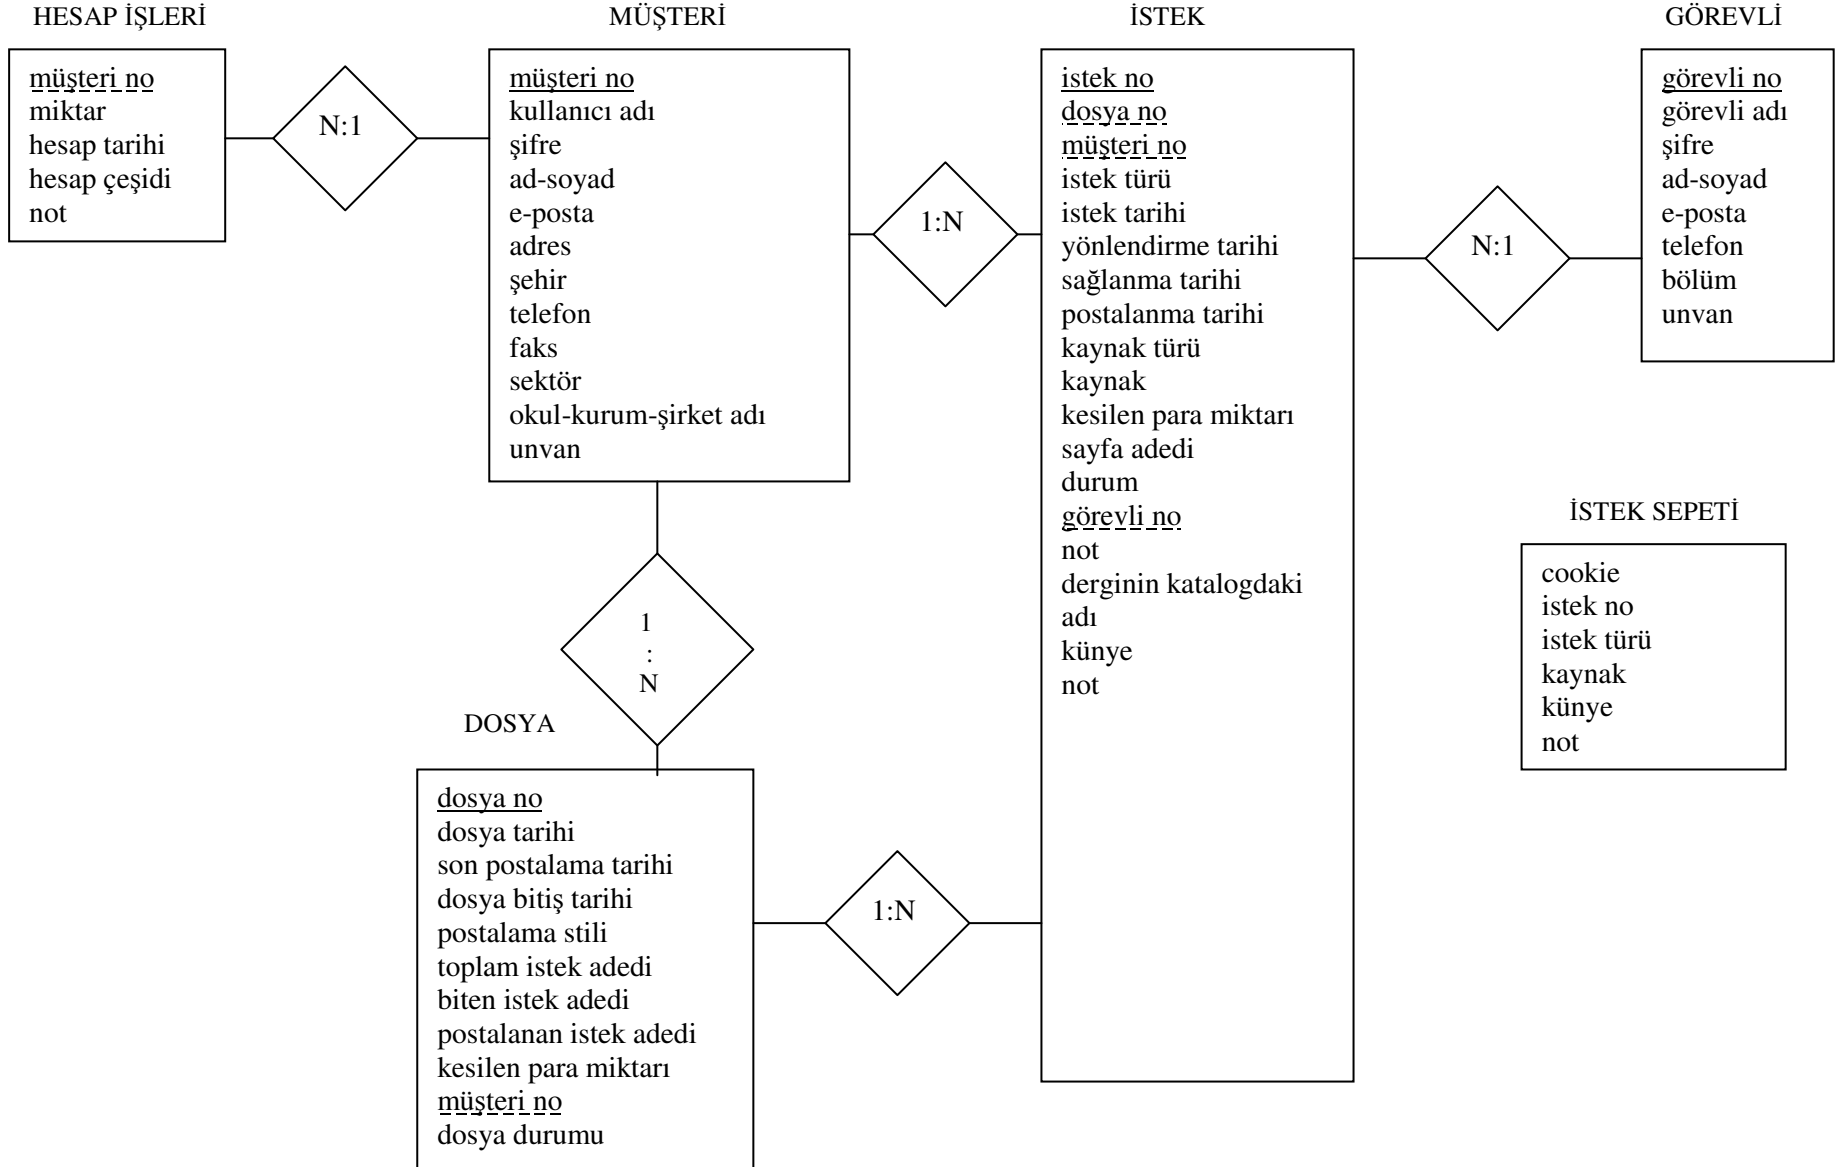 HESAP İŞLERİ
müşteri no
miktar
hesap tarihi
hesap çeşidi
not
N:1
MÜŞTERİ
müşteri no
kullanıcı adı
şifre
ad-soyad
e-posta
adres
şehir
telefon
faks
sektör
okul-kurum-şirket adı
unvan
1:N
İSTEK
istek no
dosya no
müşteri no
istek türü
istek tarihi
yönlendirme tarihi
sağlanma tarihi
postalanma tarihi
kaynak türü
kaynak
kesilen para miktarı
sayfa adedi
durum
görevli no
not
derginin katalogdaki
adı
künye
not
N:1
GÖREVLİ
görevli no
görevli adı
şifre
ad-soyad
e-posta
telefon
bölüm
unvan
İSTEK SEPETİ
cookie
istek no
istek türü
kaynak
künye
not
1
:
N
DOSYA
dosya no
dosya tarihi
son postalama tarihi
dosya bitiş tarihi
postalama stili
toplam istek adedi
biten istek adedi
postalanan istek adedi
kesilen para miktarı
müşteri no
dosya durumu
1:N